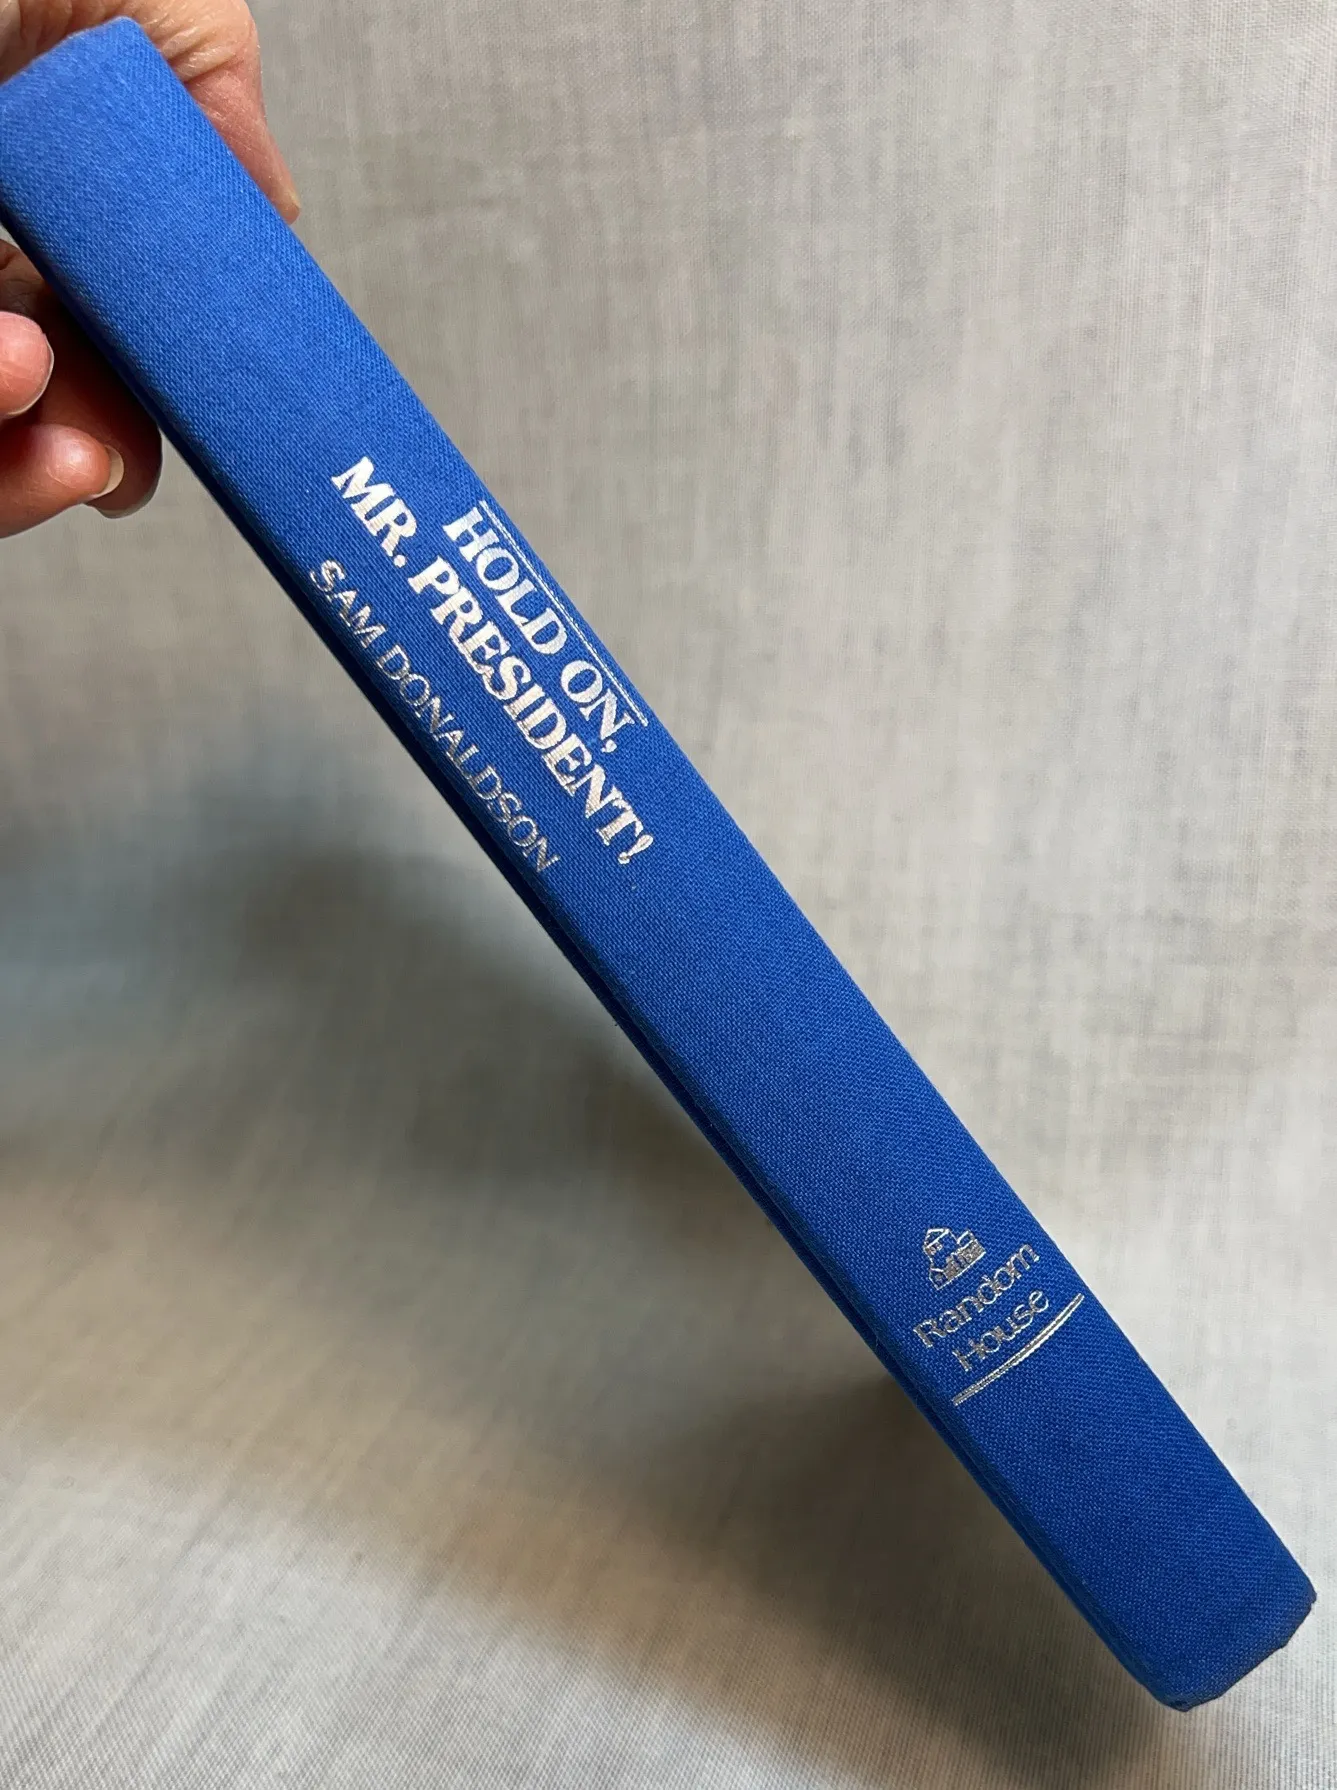 HOLD ON,
MR. PRESIDENT!
SAM DONALDSON
Random
House